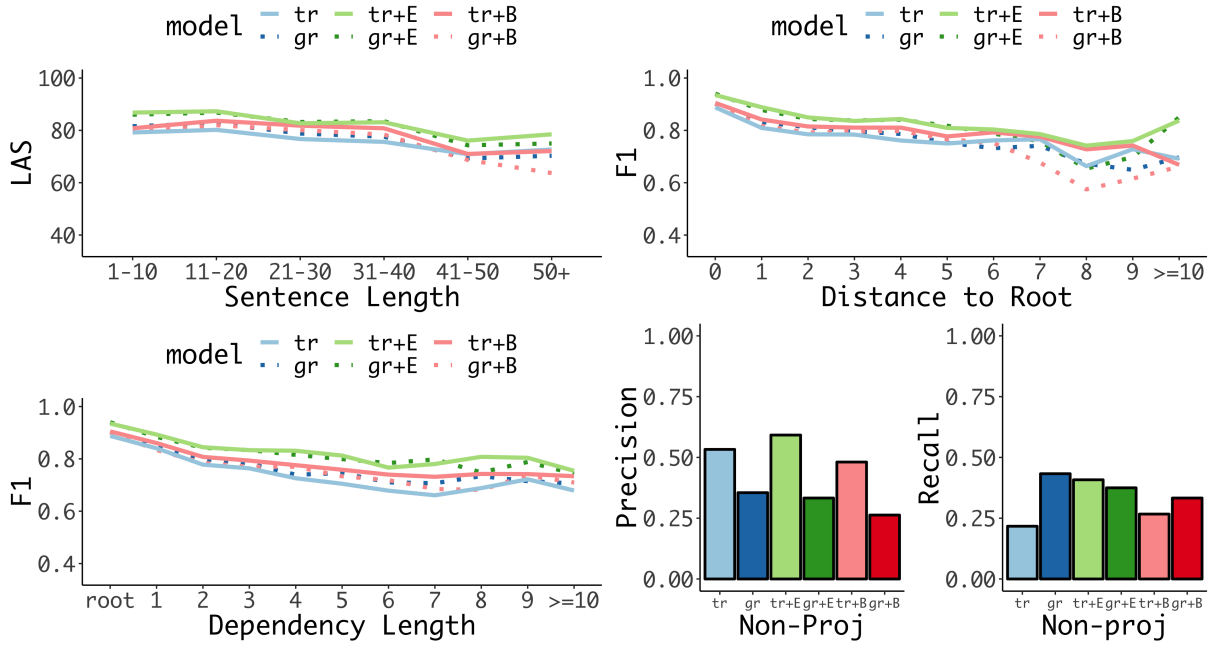 model tr tr+E tr+B
gr gr+E gr+B
LAS
100
80
60
40
1-10 11-20 21-30 31-40 41-50 50+
Sentence Length
model tr tr+E tr+B
gr gr+E gr+B
F1
1.0
0.8
0.6
0.4
0 1 2 3 4 5 6 7 8 9 >=10
Distance to Root
model tr tr+E tr+B
gr gr+E gr+B
F1
1.0
0.8
0.6
0.4
root 1 2 3 4 5 6 7 8 9 >=10
Dependency Length
Precision
1.00
0.75
0.50
0.25
0.00
tr gr tr+E gr+E tr+B gr+B
Non-Proj
Recall
1.00
0.75
0.50
0.25
0.00
tr gr tr+E gr+E tr+B gr+B
Non-proj